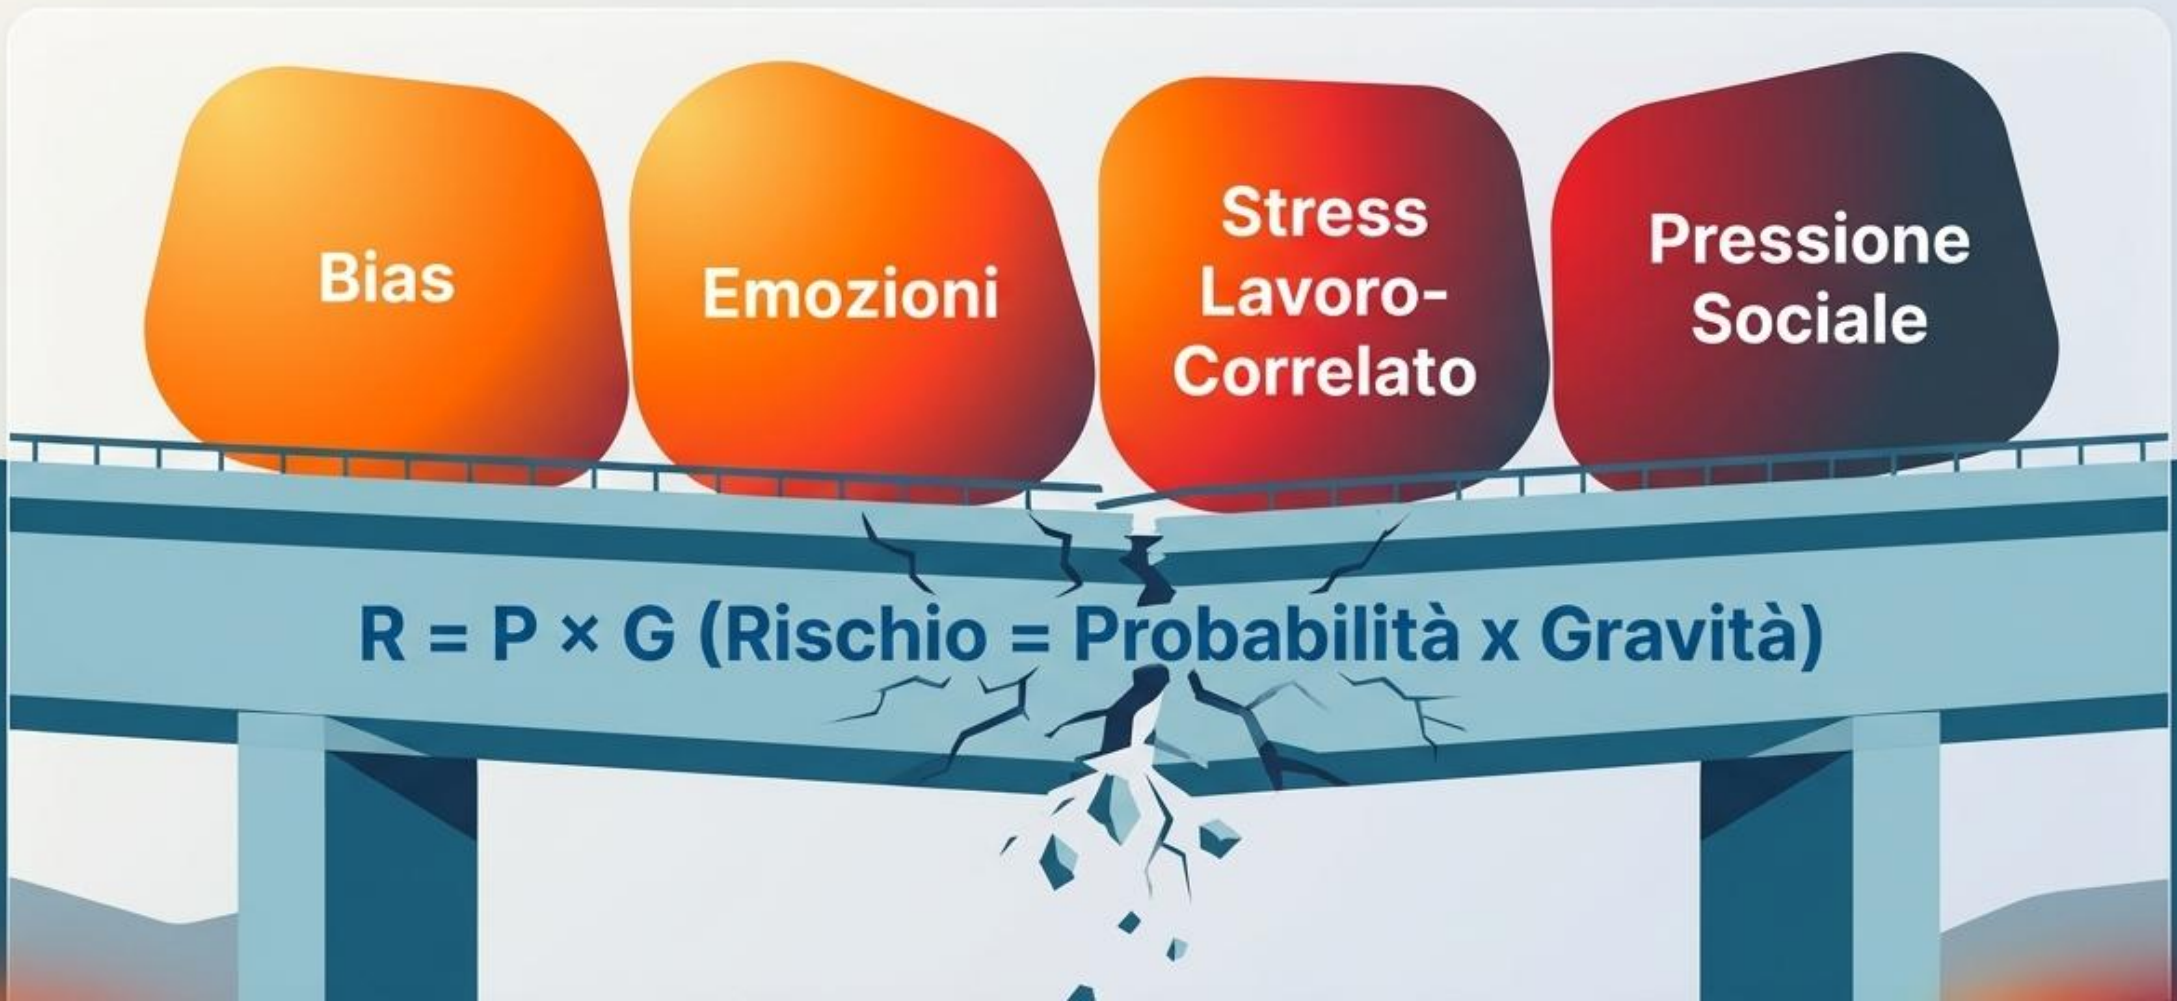 Bias
Emozioni
Stress
Lavoro-
Correlato
Pressione
Sociale
R = P × G (Rischio = Probabilità x Gravità)